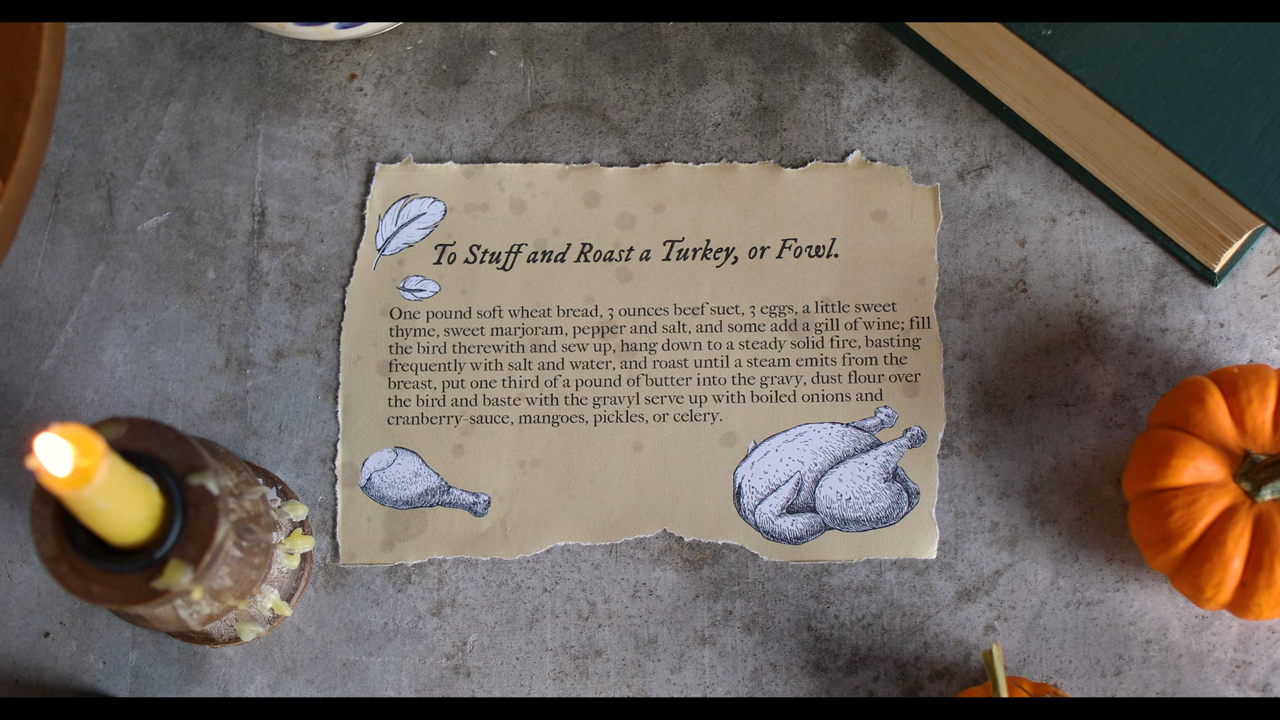 To Stuff and Roast a Turkey, or Fowl.
One pound soft wheat bread, 3 ounces beef suet, 3 eggs, a little sweet
thyme, sweet marjoram, pepper and salt, and some add a gill of wine; fill
the bird therewith and sew up, hang down to a steady solid fire, basting
frequently with salt and water, and roast until a steam emits from the
breast, put one third of a pound of butter into the gravy, dust flour over
the bird and baste with the gravyl serve up with boiled onions and
cranberry-sauce, mangoes, pickles, or celery.